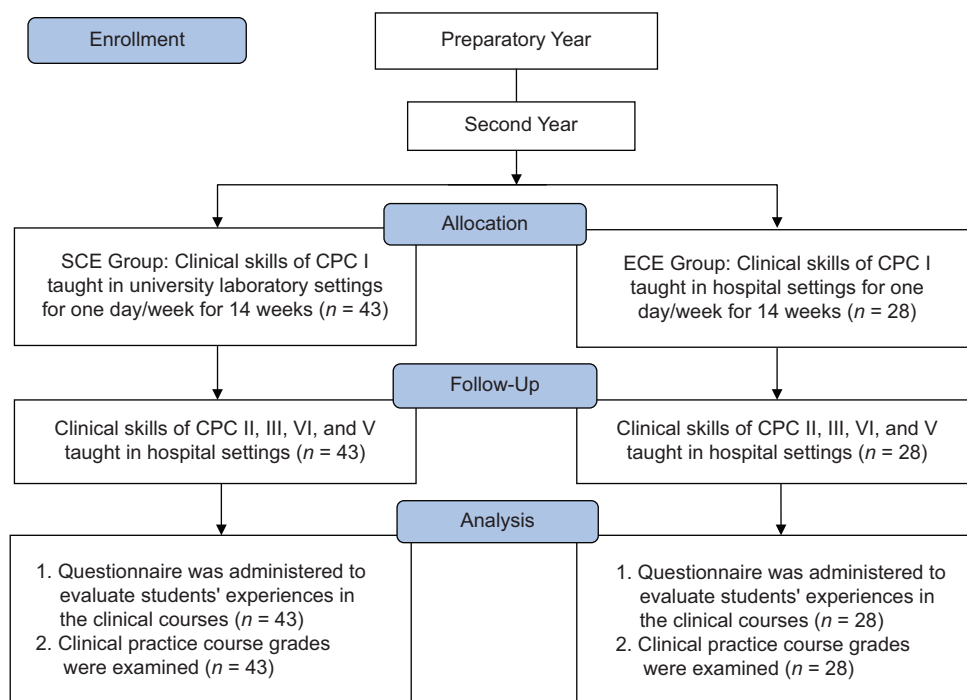 Enrollment
Preparatory Year
Second Year
Allocation
SCE Group: Clinical skills of CPC I
taught in university laboratory settings
for one day/week for 14 weeks (n = 43)
ECE Group: Clinical skills of CPC I
taught in hospital settings for one
day/week for 14 weeks (n = 28)
Follow-Up
Clinical skills of CPC II, III, VI, and V
taught in hospital settings (n = 43)
Clinical skills of CPC II, III, VI, and V
taught in hospital settings (n = 28)
Analysis
1. Questionnaire was administered to
evaluate students' experiences in
the clinical courses (n = 43)
2. Clinical practice course grades
were examined (n = 43)
1. Questionnaire was administered to
evaluate students' experiences in
the clinical courses (n = 28)
2. Clinical practice course grades
were examined (n = 28)